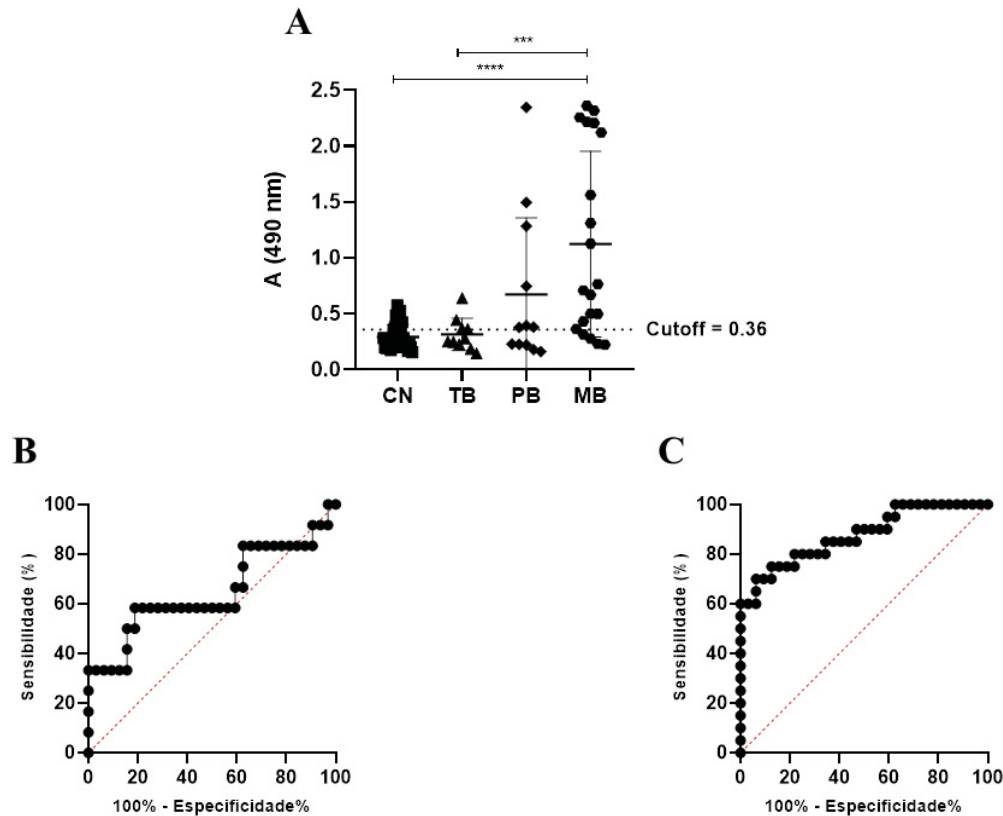 A
***
****
2.5
2.0
1.5
1.0
0.5
0.0
A (490 nm)
Cutoff = 0.36
CN TB PB MB
B
100
80
60
40
20
0
Sensibilidade (%)
0 20 40 60 80 100
100% - Especificidade%
C
100
80
60
40
20
0
Sensibilidade (%)
0 20 40 60 80 100
100% - Especificidade%